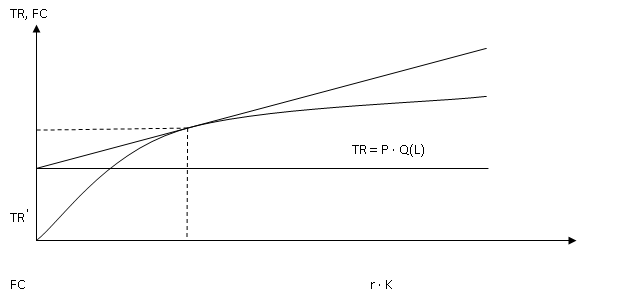 TR, FC
TR = P · Q(L)
TR'
FC
r · K